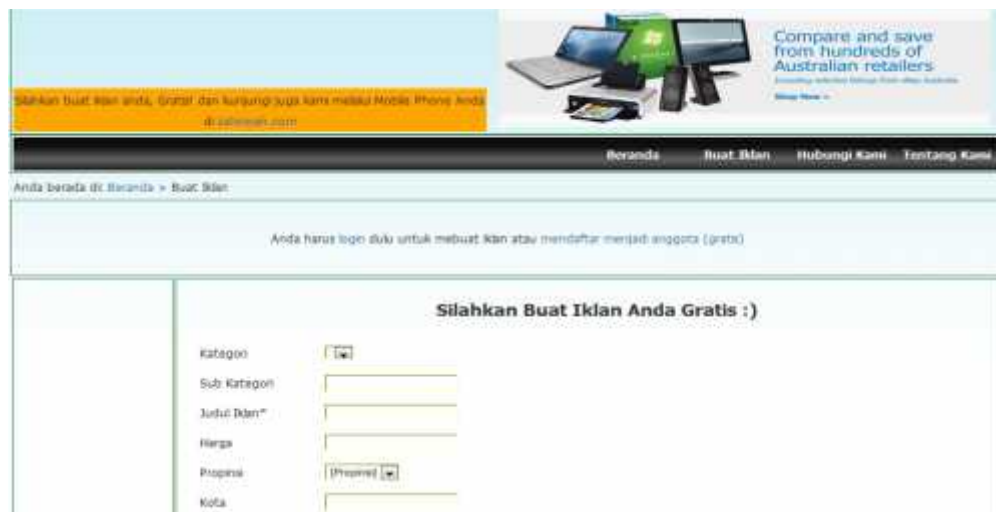 Compare and save
from hundreds of
Australian retailers
Shop Now »
Silahkan buat iklan anda, Gratis! dan kunjungi juga kami melalui Mobile Phone Anda
di
Beranda Buat Iklan Hubungi Kami Tentang Kami
Anda berada di: Beranda » Buat Iklan
Anda harus login dulu untuk mebuat iklan atau mendaftar menjadi anggota (gratis)
Silahkan Buat Iklan Anda Gratis :)
Kategori
Sub Kategori
Judul Iklan*
Harga
Propinsi [Propinsi]
Kota